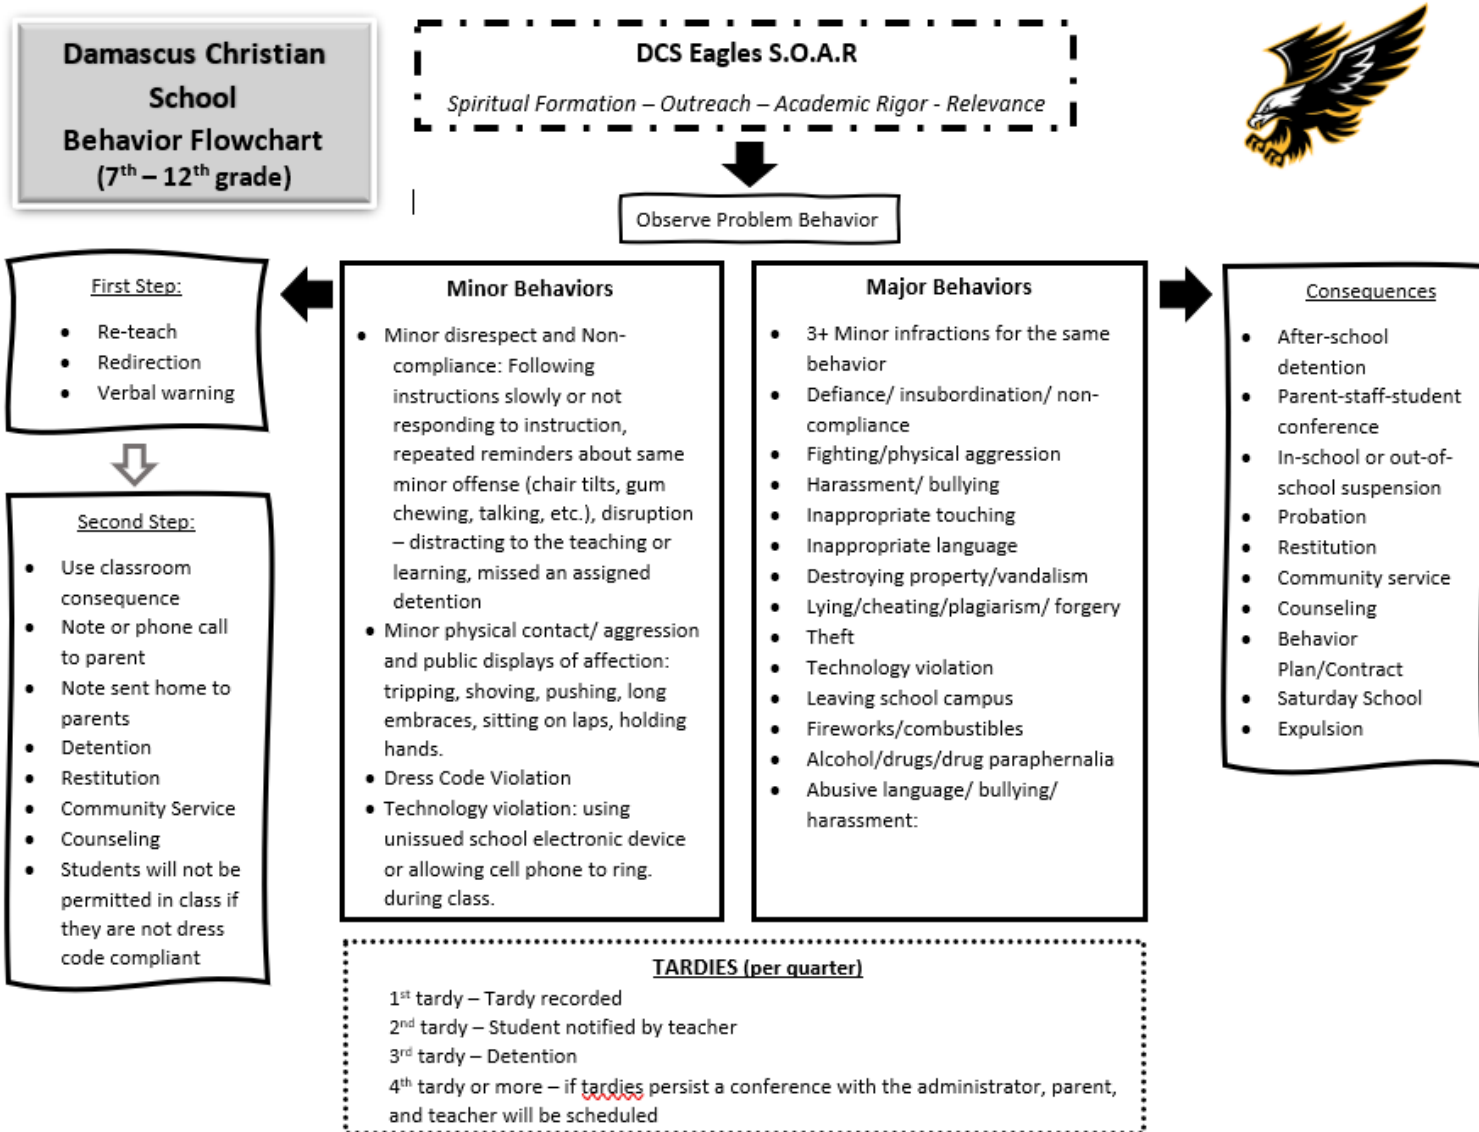 Damascus Christian
School
Behavior Flowchart
(7th – 12th grade)
DCS Eagles S.O.A.R
Spiritual Formation – Outreach – Academic Rigor - Relevance
Observe Problem Behavior
First Step:
• Re-teach
• Redirection
• Verbal warning
Second Step:
• Use classroom
consequence
• Note or phone call
to parent
• Note sent home to
parents
• Detention
• Restitution
• Community Service
• Counseling
• Students will not be
permitted in class if
they are not dress
code compliant
Minor Behaviors
• Minor disrespect and Non-
compliance: Following
instructions slowly or not
responding to instruction,
repeated reminders about same
minor offense (chair tilts, gum
chewing, talking, etc.), disruption
– distracting to the teaching or
learning, missed an assigned
detention
• Minor physical contact/ aggression
and public displays of affection:
tripping, shoving, pushing, long
embraces, sitting on laps, holding
hands.
• Dress Code Violation
• Technology violation: using
unissued school electronic device
or allowing cell phone to ring.
during class.
Major Behaviors
• 3+ Minor infractions for the same
behavior
• Defiance/ insubordination/ non-
compliance
• Fighting/physical aggression
• Harassment/ bullying
• Inappropriate touching
• Inappropriate language
• Destroying property/vandalism
• Lying/cheating/plagiarism/ forgery
• Theft
• Technology violation
• Leaving school campus
• Fireworks/combustibles
• Alcohol/drugs/drug paraphernalia
• Abusive language/ bullying/
harassment:
Consequences
• After-school
detention
• Parent-staff-student
conference
• In-school or out-of-
school suspension
• Probation
• Restitution
• Community service
• Counseling
• Behavior
Plan/Contract
• Saturday School
• Expulsion
TARDIES (per quarter)
1st tardy – Tardy recorded
2nd tardy – Student notified by teacher
3rd tardy – Detention
4th tardy or more – if tardies persist a conference with the administrator, parent,
and teacher will be scheduled